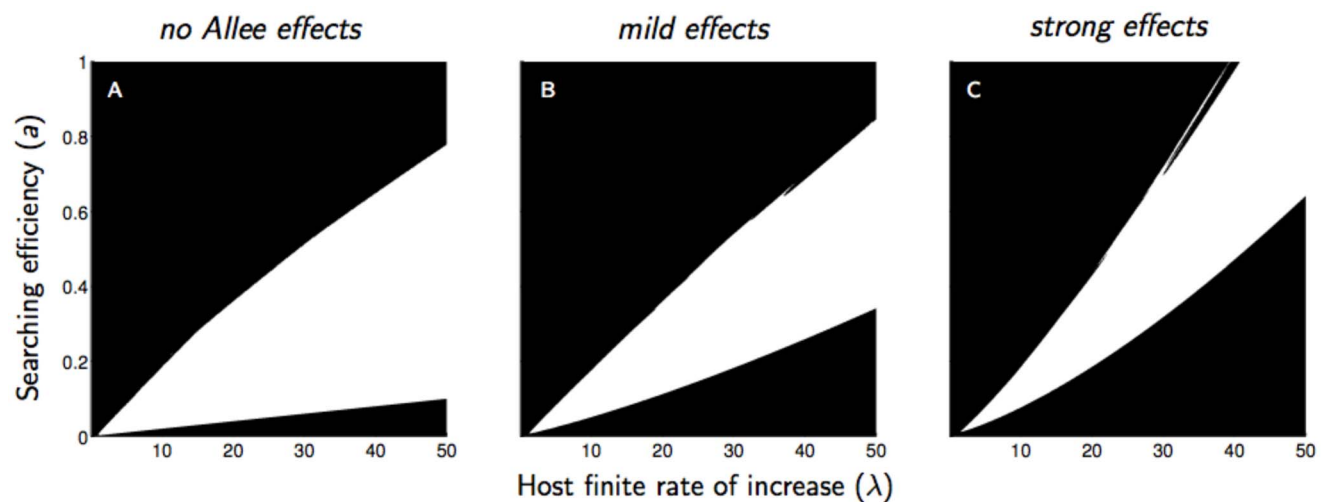 no Allee effects
mild effects
strong effects
A
B
C
Searching efficiency (a)
1
0.8
0.6
0.4
0.2
0
10 20 30 40 50
10 20 30 40 50
10 20 30 40 50
Host finite rate of increase (λ)